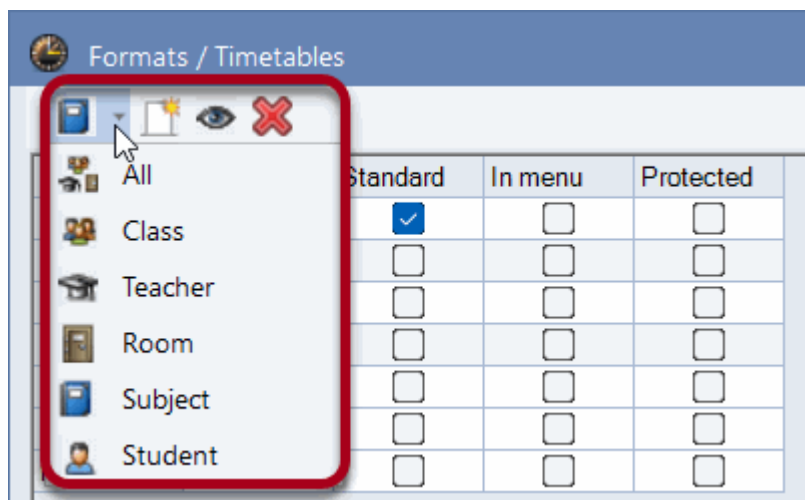 Formats / Timetables
All
Standard In menu Protected
Class
Teacher
Room
Subject
Student